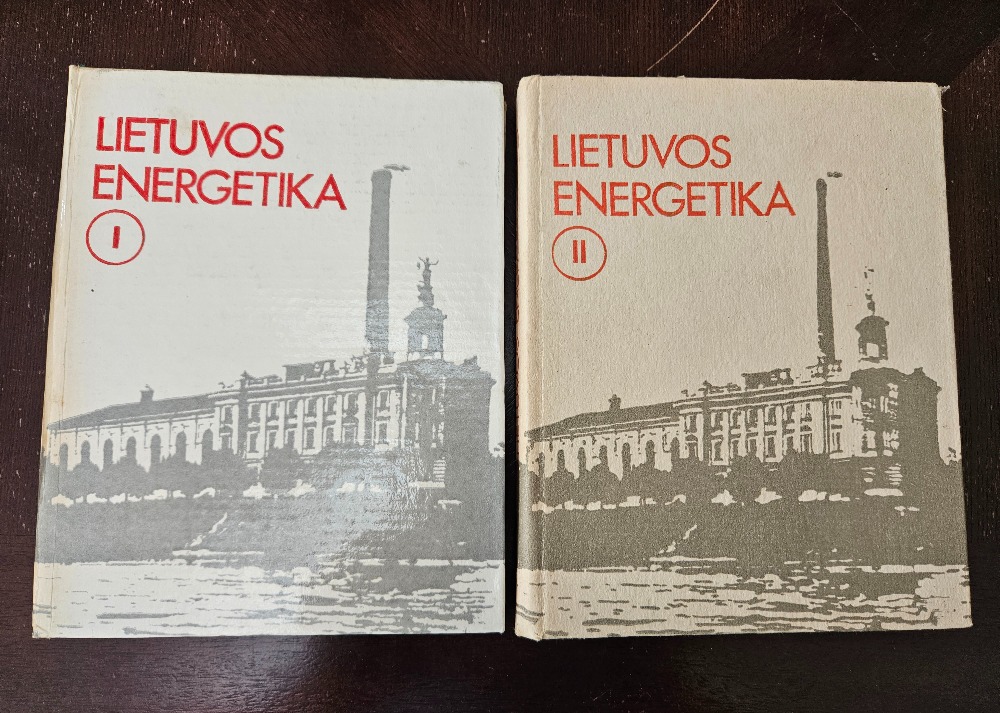 LIETUVOS
ENERGETIKA
I
LIETUVOS
ENERGETIKA
II